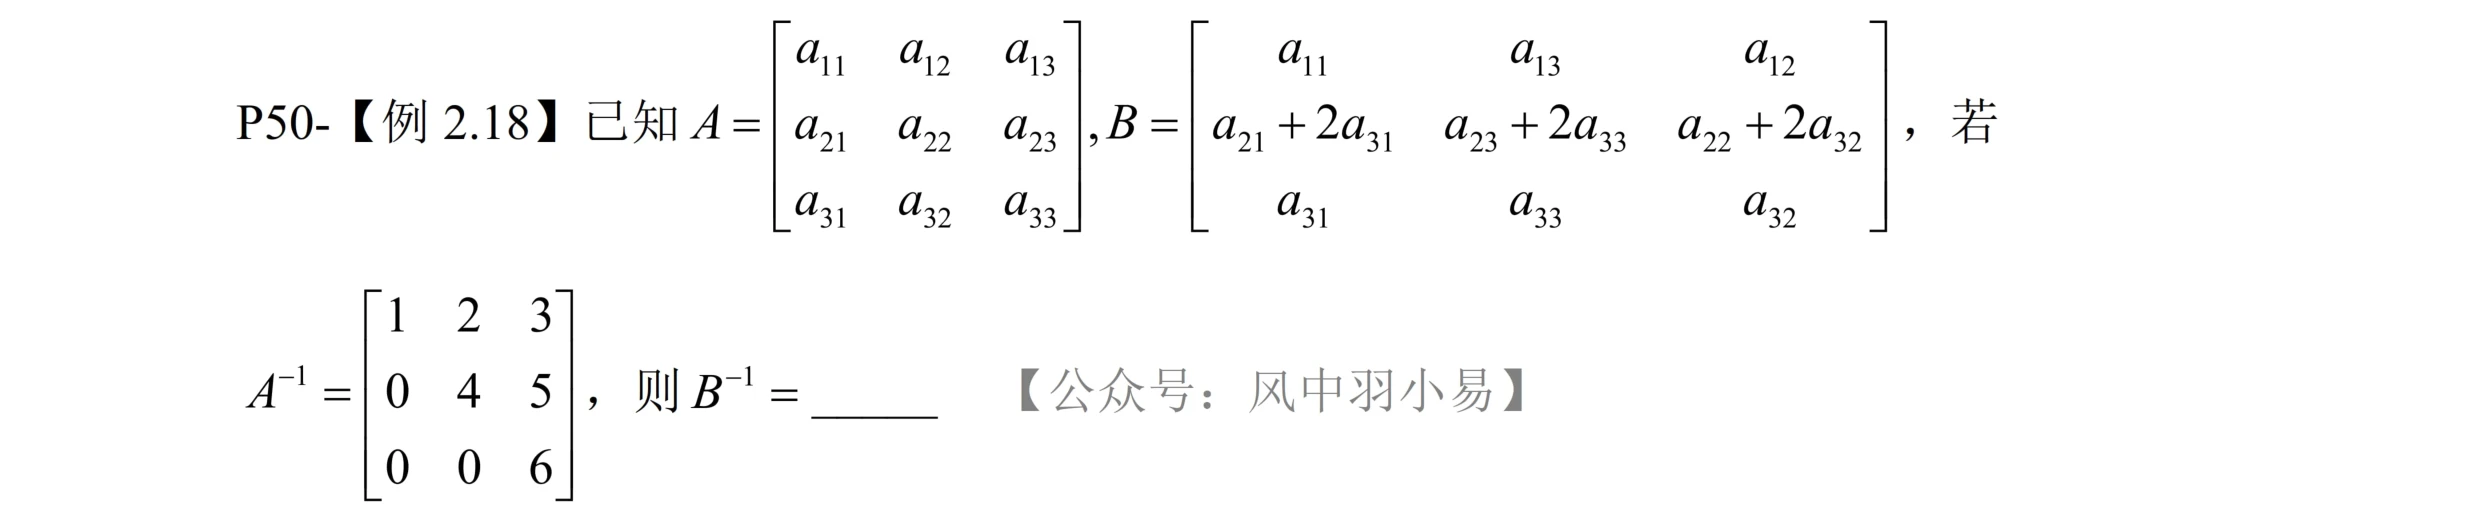 P50-【例 2.18】已知 $A=\begin{bmatrix} a_{11} & a_{12} & a_{13} \\ a_{21} & a_{22} & a_{23} \\ a_{31} & a_{32} & a_{33} \end{bmatrix}, B=\begin{bmatrix} a_{11} & a_{13} & a_{12} \\ a_{21}+2a_{31} & a_{23}+2a_{33} & a_{22}+2a_{32} \\ a_{31} & a_{33} & a_{32} \end{bmatrix}$，若
$A^{-1}=\begin{bmatrix} 1 & 2 & 3 \\ 0 & 4 & 5 \\ 0 & 0 & 6 \end{bmatrix}$，则 $B^{-1}=$ _____ 【公众号：风中羽小易】